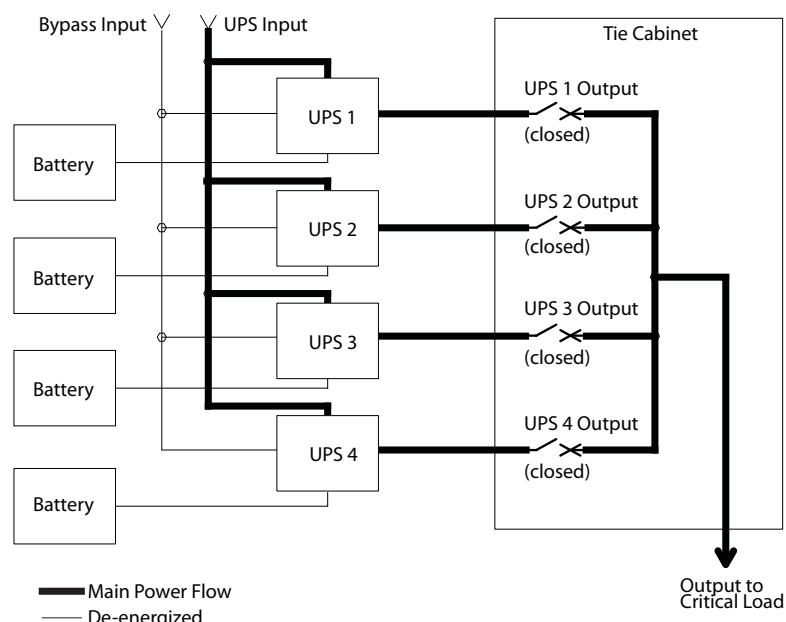 Bypass Input
UPS Input
Tie Cabinet
UPS 1 Output
UPS 1
(closed)
Battery
UPS 2 Output
UPS 2
(closed)
Battery
UPS 3 Output
UPS 3
(closed)
Battery
UPS 4 Output
UPS 4
(closed)
Battery
Output to
Critical Load
Main Power Flow
De-energized